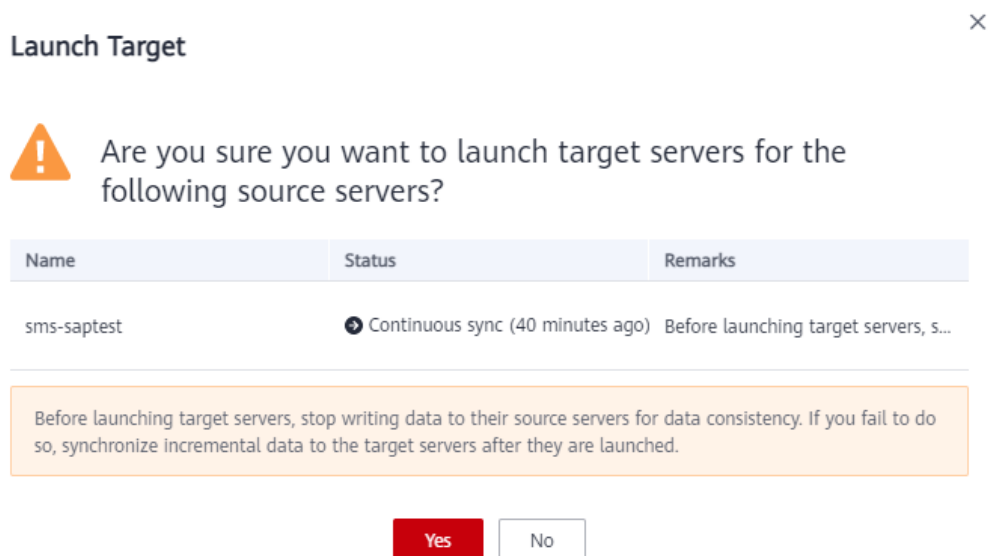 Launch Target
Are you sure you want to launch target servers for the
following source servers?
Name Status Remarks
sms-saptest Continuous sync (40 minutes ago) Before launching target servers, s...
Before launching target servers, stop writing data to their source servers for data consistency. If you fail to do
so, synchronize incremental data to the target servers after they are launched.
Yes No